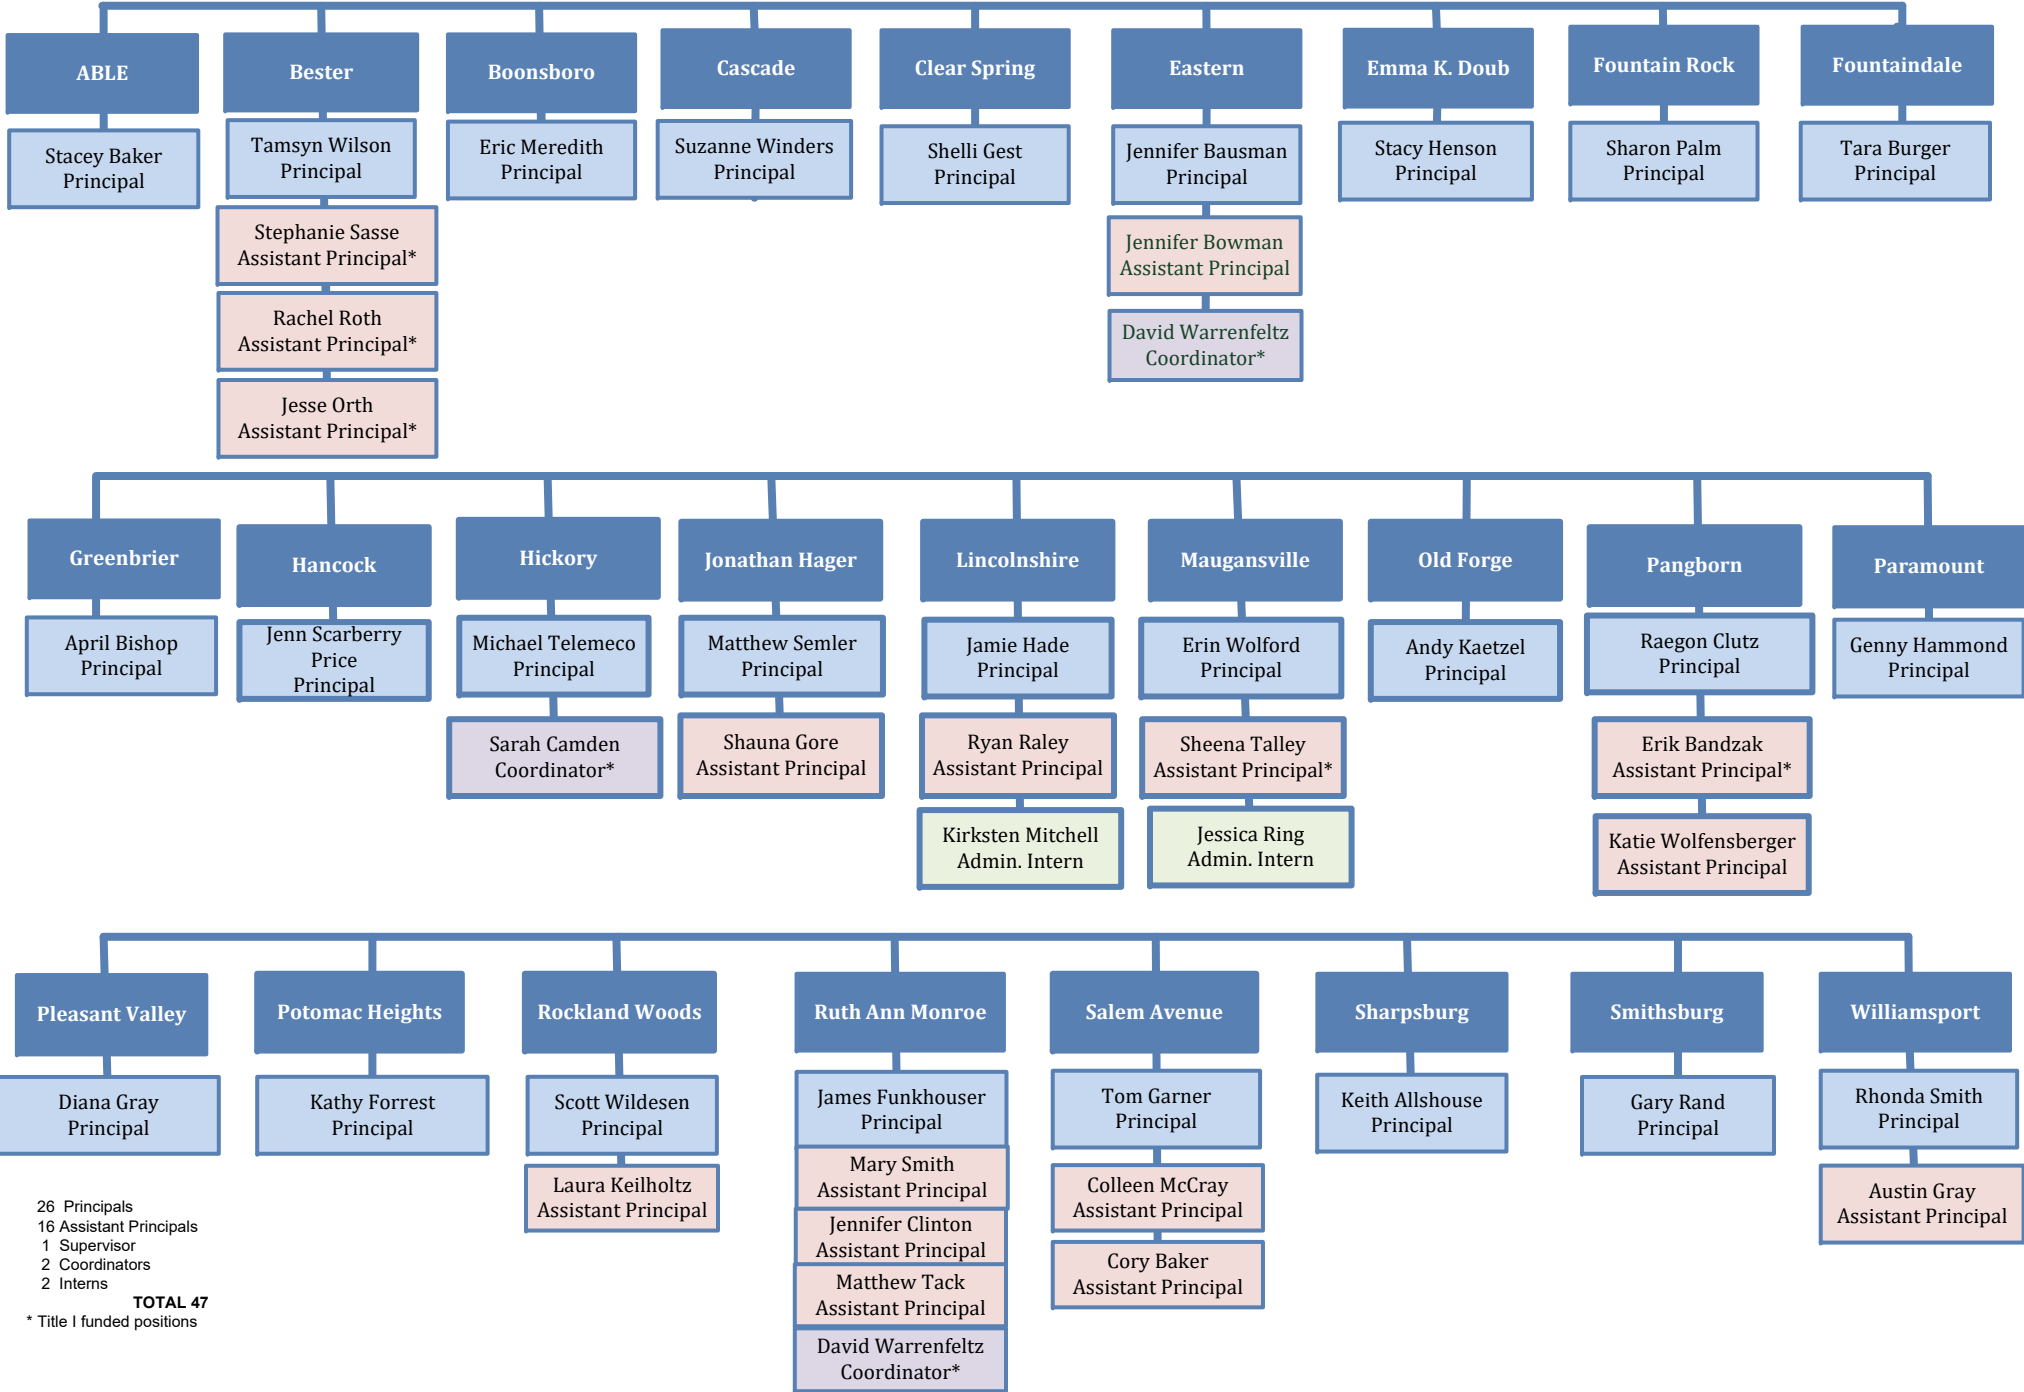 ABLE
Stacey Baker
Principal
Bester
Tamsyn Wilson
Principal
Stephanie Sasse
Assistant Principal*
Rachel Roth
Assistant Principal*
Jesse Orth
Assistant Principal*
Boonsboro
Eric Meredith
Principal
Cascade
Suzanne Winders
Principal
Clear Spring
Shelli Gest
Principal
Eastern
Jennifer Bausman
Principal
Jennifer Bowman
Assistant Principal
David Warrenfeltz
Coordinator*
Emma K. Doub
Stacy Henson
Principal
Fountain Rock
Sharon Palm
Principal
Fountaindale
Tara Burger
Principal
Greenbrier
April Bishop
Principal
Hancock
Jenn Scarberry
Price
Principal
Hickory
Michael Telemeco
Principal
Sarah Camden
Coordinator*
Jonathan Hager
Matthew Semler
Principal
Shauna Gore
Assistant Principal
Lincolnshire
Jamie Hade
Principal
Ryan Raley
Assistant Principal
Kirksten Mitchell
Admin. Intern
Maugansville
Erin Wolford
Principal
Sheena Talley
Assistant Principal*
Jessica Ring
Admin. Intern
Old Forge
Andy Kaetzel
Principal
Pangborn
Raegon Clutz
Principal
Erik Bandzak
Assistant Principal*
Katie Wolfensberger
Assistant Principal
Paramount
Genny Hammond
Principal
Pleasant Valley
Diana Gray
Principal
Potomac Heights
Kathy Forrest
Principal
Rockland Woods
Scott Wildesen
Principal
Laura Keilholtz
Assistant Principal
Ruth Ann Monroe
James Funkhouser
Principal
Mary Smith
Assistant Principal
Jennifer Clinton
Assistant Principal
Matthew Tack
Assistant Principal
David Warrenfeltz
Coordinator*
Salem Avenue
Tom Garner
Principal
Colleen McCray
Assistant Principal
Cory Baker
Assistant Principal
Sharpsburg
Keith Allshouse
Principal
Smithsburg
Gary Rand
Principal
Williamsport
Rhonda Smith
Principal
Austin Gray
Assistant Principal
26 Principals
16 Assistant Principals
1 Supervisor
2 Coordinators
2 Interns
TOTAL 47
* Title I funded positions